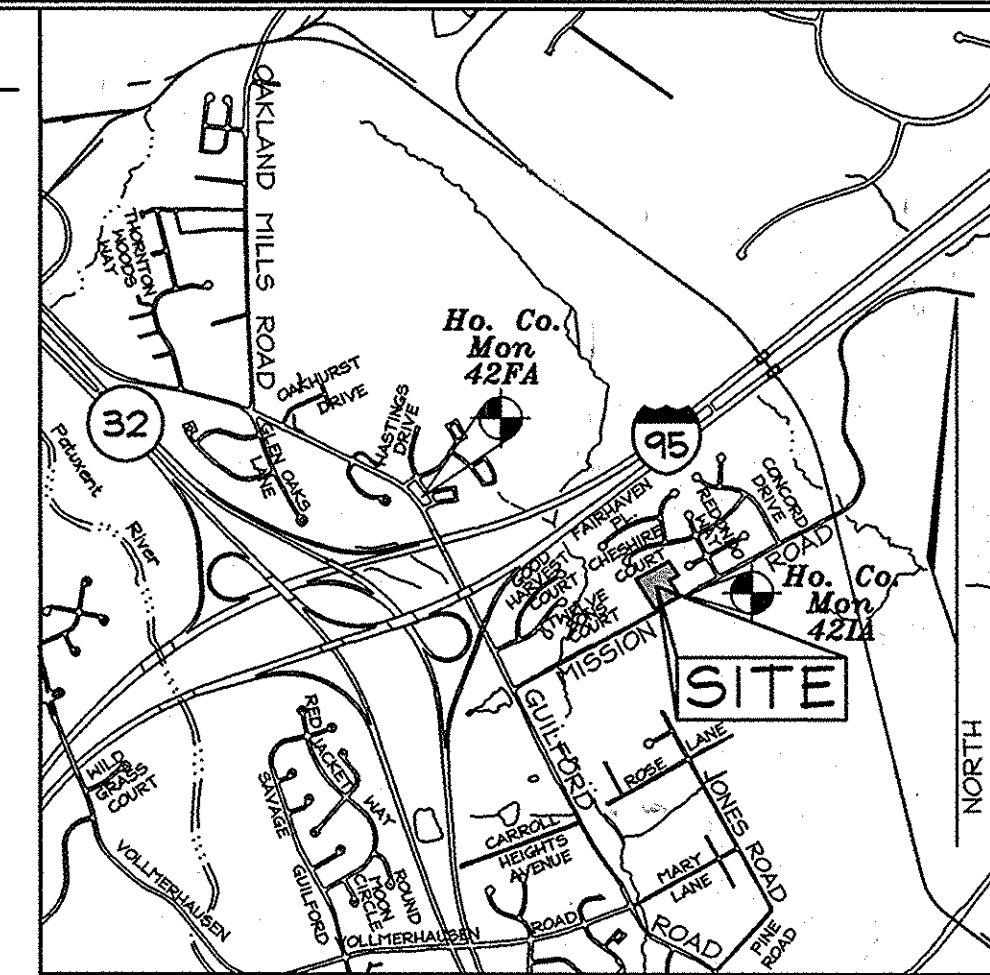 OAKLAND MILLS ROAD
THORNTON
WOODS
WAY
Ho. Co.
Mon
42FA
OAKHURST
DRIVE
HASTINGS
DRIVE
32
95
GLEN OAKS
LANE
Patuxent
River
FAIRHAVEN
PL.
CHESHIRE
COURT
CONCORD
DRIVE
GOOD
HARVEST
COURT
COURT
MISSION
ROAD
Ho. Co.
Mon
42IA
SITE
GUILFORD
ROAD
RED
JACKET
WAY
SAVAGE
GUILFORD
WILD
GRASS
COURT
ROSE
LANE
JONES ROAD
CARROLL
HEIGHTS
AVENUE
MARY
LANE
ROUND
MOON
CIRCLE
VOLLMERHAUSEN
VOLLMERHAUSEN
ROAD
PINE
ROAD
NORTH